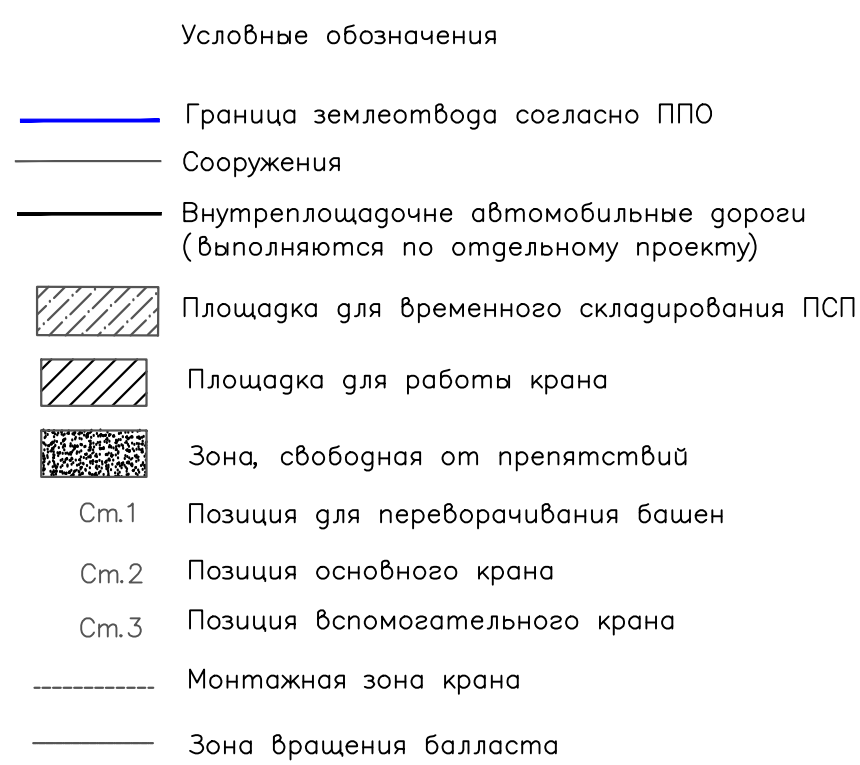 Условные обозначения
Граница землеотвода согласно ППО
Сооружения
Внутреплощадочне автомобильные дороги
(выполняются по отдельному проекту)
Площадка для временного складирования ПСП
Площадка для работы крана
Зона, свободная от препятствий
Ст.1 Позиция для переворачивания башен
Ст.2 Позиция основного крана
Ст.3 Позиция вспомогательного крана
Монтажная зона крана
Зона вращения балласта